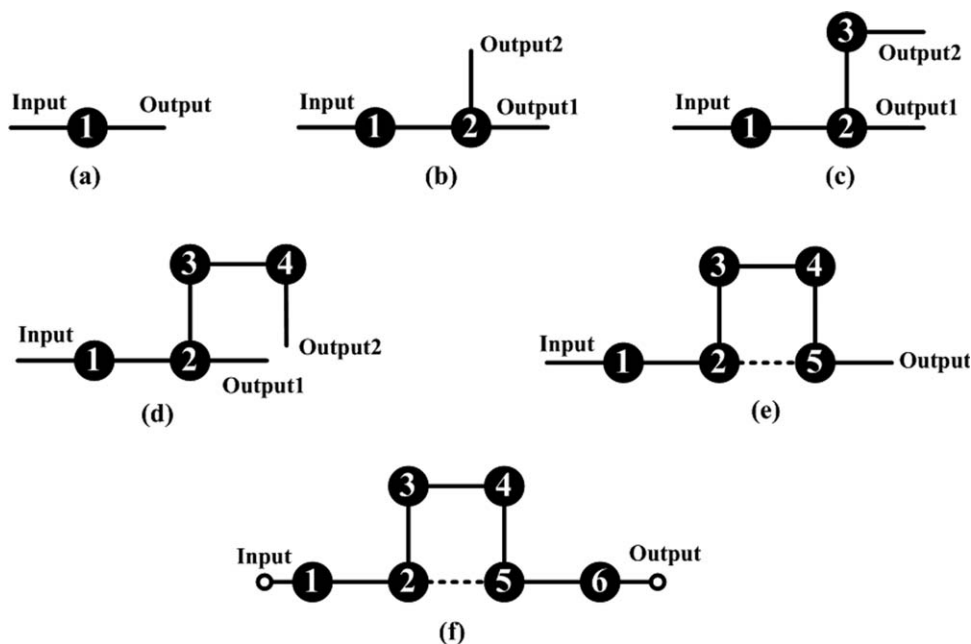 Input 1 Output
(a)
Output2
Input 1 2 Output1
(b)
3
Output2
Input 1 2 Output1
(c)
3 4
Input 1 2 Output2
Output1
(d)
3 4
Input 1 2 5 Output
(e)
3 4
Input Output
1 2 5 6
(f)